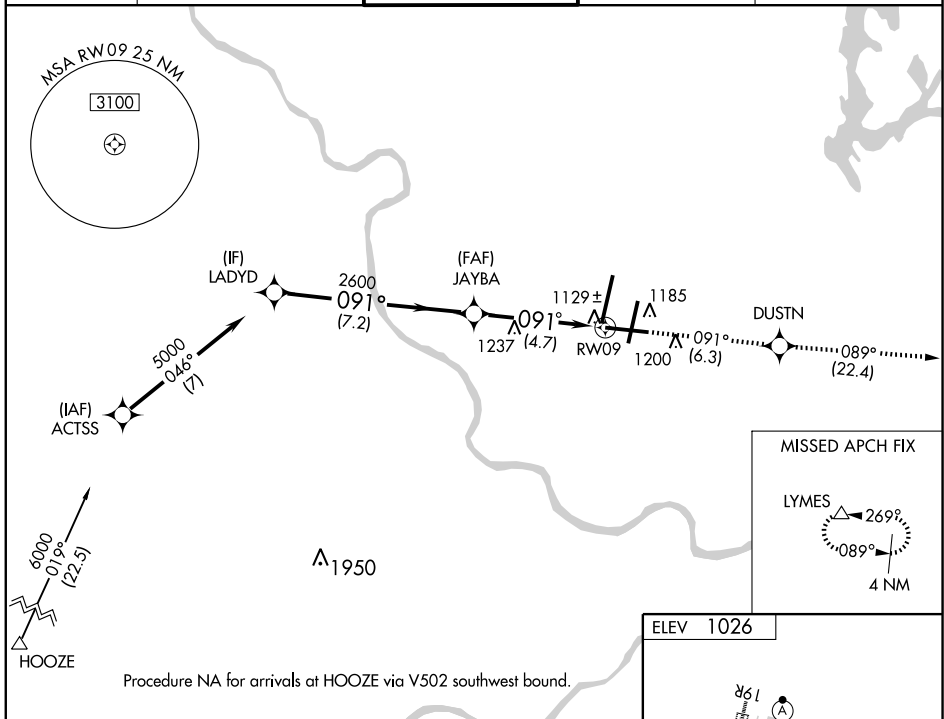 MSA RW09 25 NM
3100
(IF)
LADYD
2600
091°
(7.2)
(FAF)
JAYBA
1129 ±
1185
DUSTN
091°
(4.7)
1237
RW09
1200
091°
(6.3)
089°
(22.4)
5000
046°
(7)
(IAF)
ACTSS
MISSED APCH FIX
LYMES
269°
089°
4 NM
6000
019°
(22.5)
1950
HOOZE
ELEV 1026
Procedure NA for arrivals at HOOZE via V502 southwest bound.
19R
A